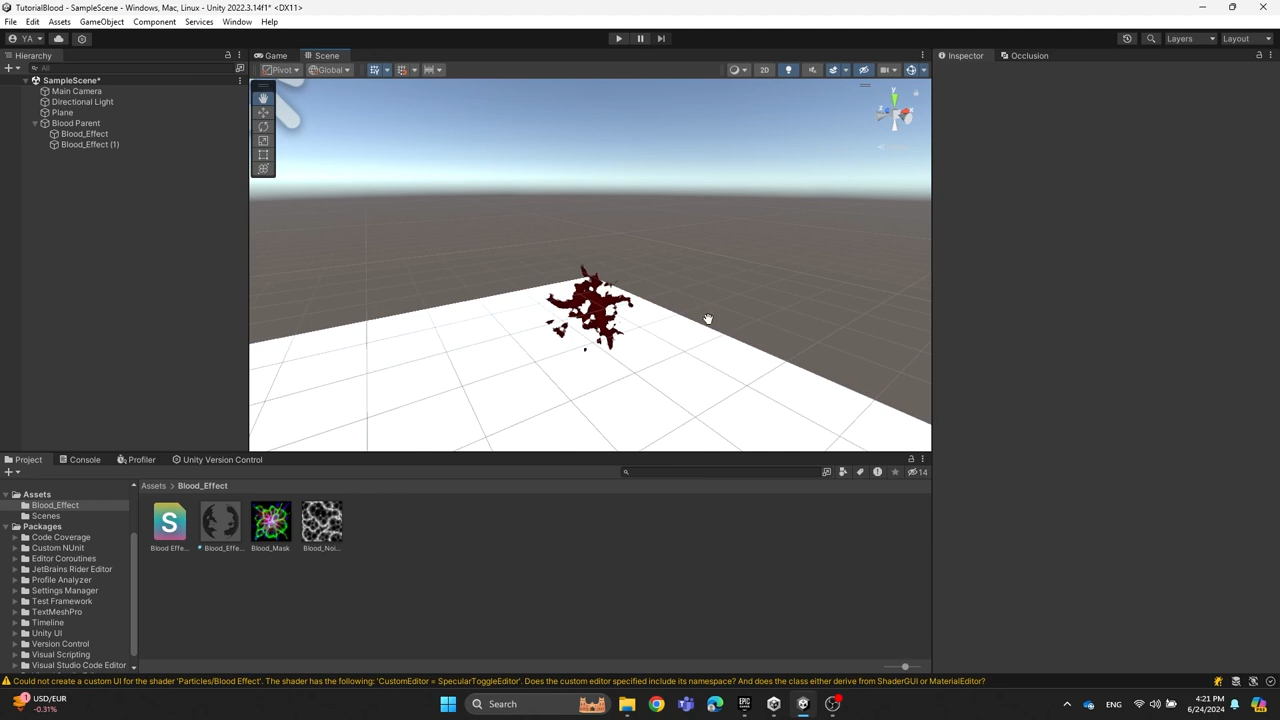 TutorialBlood - SampleScene - Windows, Mac, Linux - Unity 2022.3.14f1* <DX11>
File Edit Assets GameObject Component Services Window Help
YA Layers Layout
Hierarchy Game Scene Inspector Occlusion
All Pivot Global 2D
SampleScene*
Main Camera
Directional Light
Plane
Blood Parent
Blood_Effect
Blood_Effect (1)
y
x
z
Project Console Profiler Unity Version Control
14
Assets > Blood_Effect
Assets
Blood_Effect
Scenes
Packages
Code Coverage
Custom NUnit
Editor Coroutines
JetBrains Rider Editor
Profile Analyzer
Settings Manager
Test Framework
TextMeshPro
Timeline
Unity UI
Version Control
Visual Scripting
Visual Studio Code Editor
S
Blood Effe... Blood_Effe... Blood_Mask Blood_Noi...
Could not create a custom UI for the shader 'Particles/Blood Effect'. The shader has the following: 'CustomEditor = SpecularToggleEditor'. Does the custom editor specified include its namespace? And does the class either derive from ShaderGUI or MaterialEditor?
USD/EUR
-0.31%
Search
ENG
4:21 PM
6/24/2024